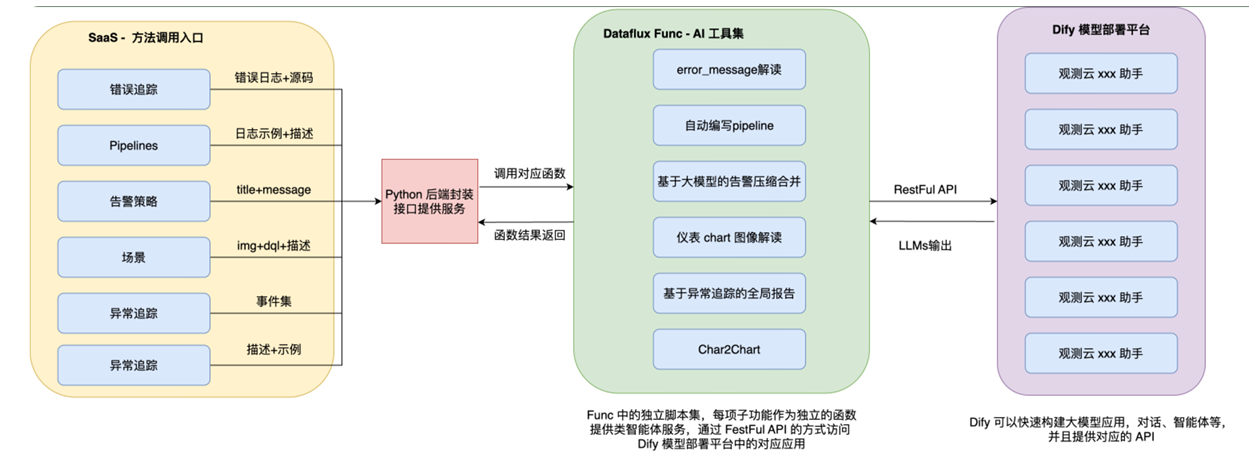 SaaS - 方法调用入口
错误追踪
错误日志+源码
Pipelines
日志示例+描述
告警策略
title+message
场景
img+dql+描述
异常追踪
事件集
异常追踪
描述+示例
Python 后端封装
接口提供服务
调用对应函数
函数结果返回
Dataflux Func - AI 工具集
error_message解读
自动编写pipeline
基于大模型的告警压缩合并
仪表 chart 图像解读
基于异常追踪的全局报告
Char2Chart
Func 中的独立脚本集，每项子功能作为独立的函数
提供类智能体服务，通过 FestFul API 的方式访问
Dify 模型部署平台中的对应应用
RestFul API
LLMs输出
Dify 模型部署平台
观测云 xxx 助手
观测云 xxx 助手
观测云 xxx 助手
观测云 xxx 助手
观测云 xxx 助手
观测云 xxx 助手
Dify 可以快速构建大模型应用，对话、智能体等，
并且提供对应的 API